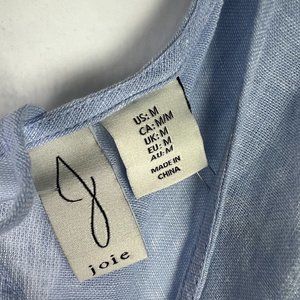 J
joie
US: M
CA: M/M
UK: M
EU: M
AU: M
MADE IN
CHINA